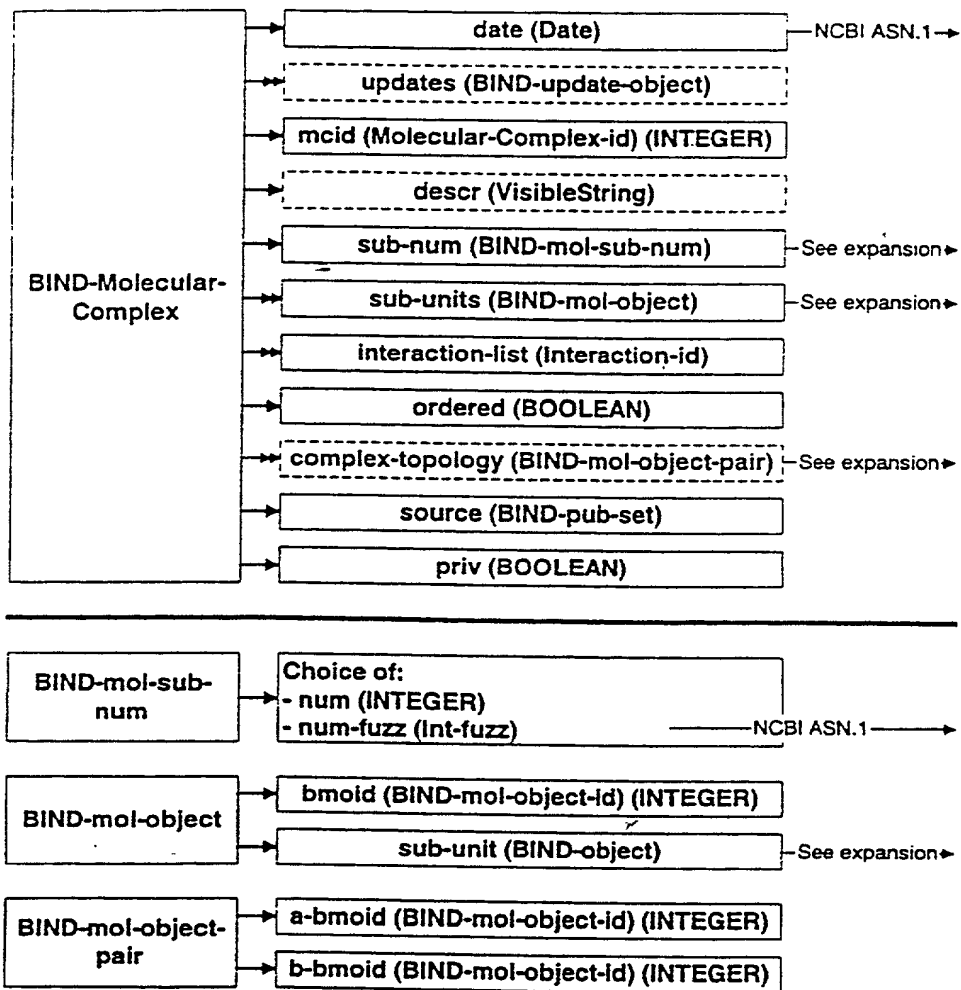 date (Date)
NCBI ASN.1
updates (BIND-update-object)
mcid (Molecular-Complex-id) (INTEGER)
descr (VisibleString)
sub-num (BIND-mol-sub-num)
See expansion
BIND-Molecular-
Complex
sub-units (BIND-mol-object)
See expansion
interaction-list (Interaction-id)
ordered (BOOLEAN)
complex-topology (BIND-mol-object-pair)
See expansion
source (BIND-pub-set)
priv (BOOLEAN)
BIND-mol-sub-
num
Choice of:
- num (INTEGER)
- num-fuzz (Int-fuzz)
NCBI ASN.1
BIND-mol-object
bmoid (BIND-mol-object-id) (INTEGER)
sub-unit (BIND-object)
See expansion
BIND-mol-object-
pair
a-bmoid (BIND-mol-object-id) (INTEGER)
b-bmoid (BIND-mol-object-id) (INTEGER)